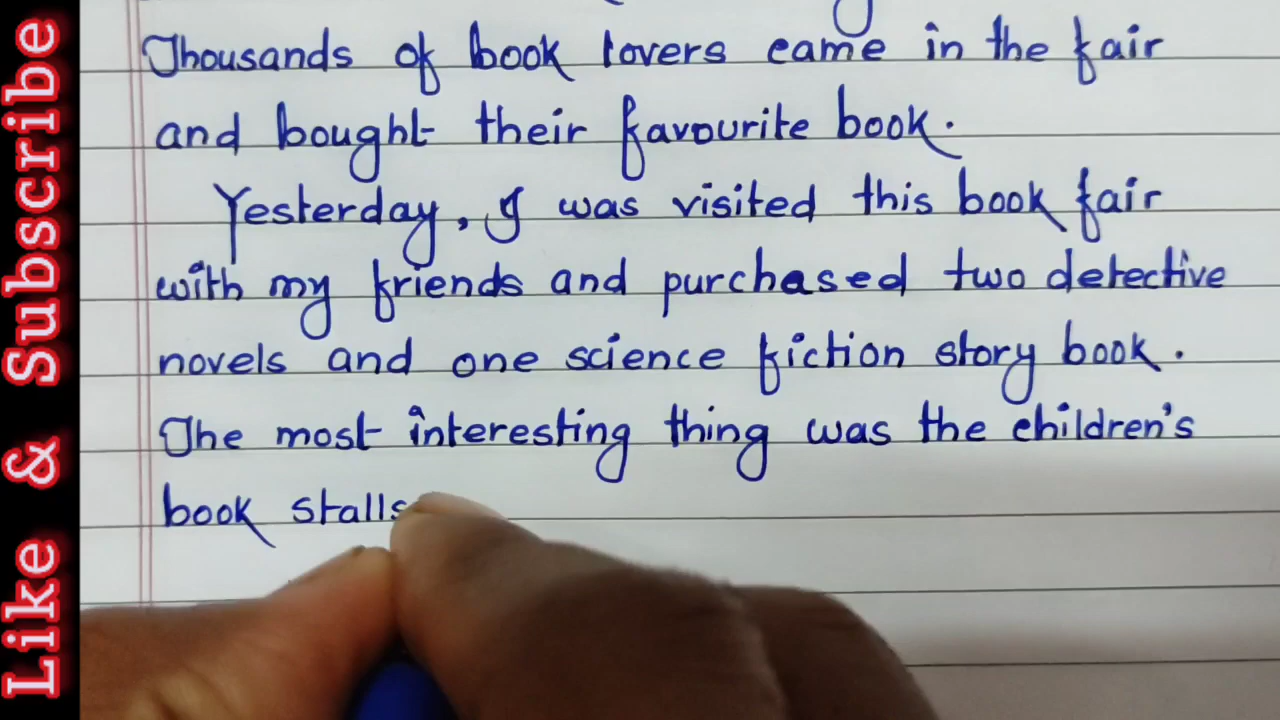 Thousands of book lovers came in the fair
and bought their favourite book.
Yesterday, I was visited this book fair
with my friends and purchased two detective
novels and one science fiction story book.
The most interesting thing was the children's
book stalls
Like & Subscribe